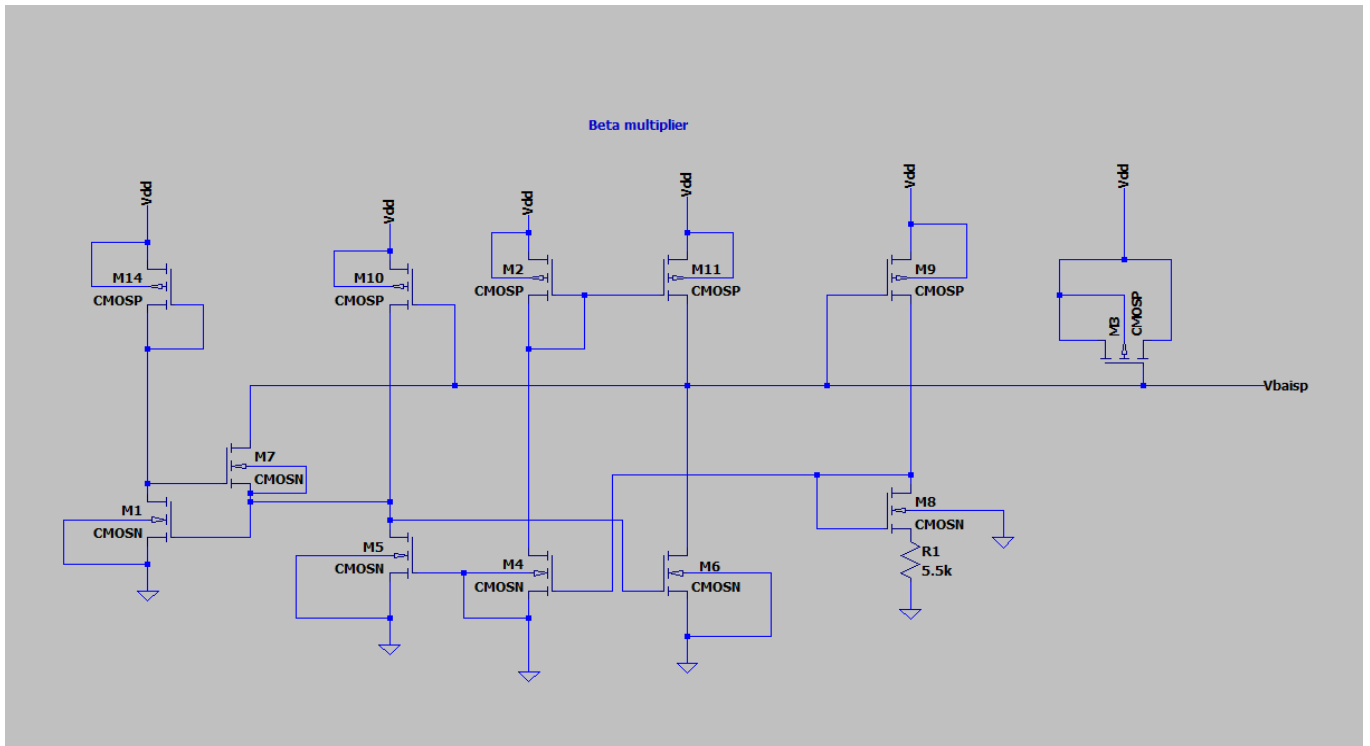 Beta multiplier
Vdd
Vdd
Vdd
Vdd
Vdd
Vdd
M14
CMOSP
M10
CMOSP
M2
CMOSP
M11
CMOSP
M9
CMOSP
M3
CMOSP
Vbaisp
M7
CMOSN
M1
CMOSN
M5
CMOSN
M4
CMOSN
M6
CMOSN
M8
CMOSN
R1
5.5k